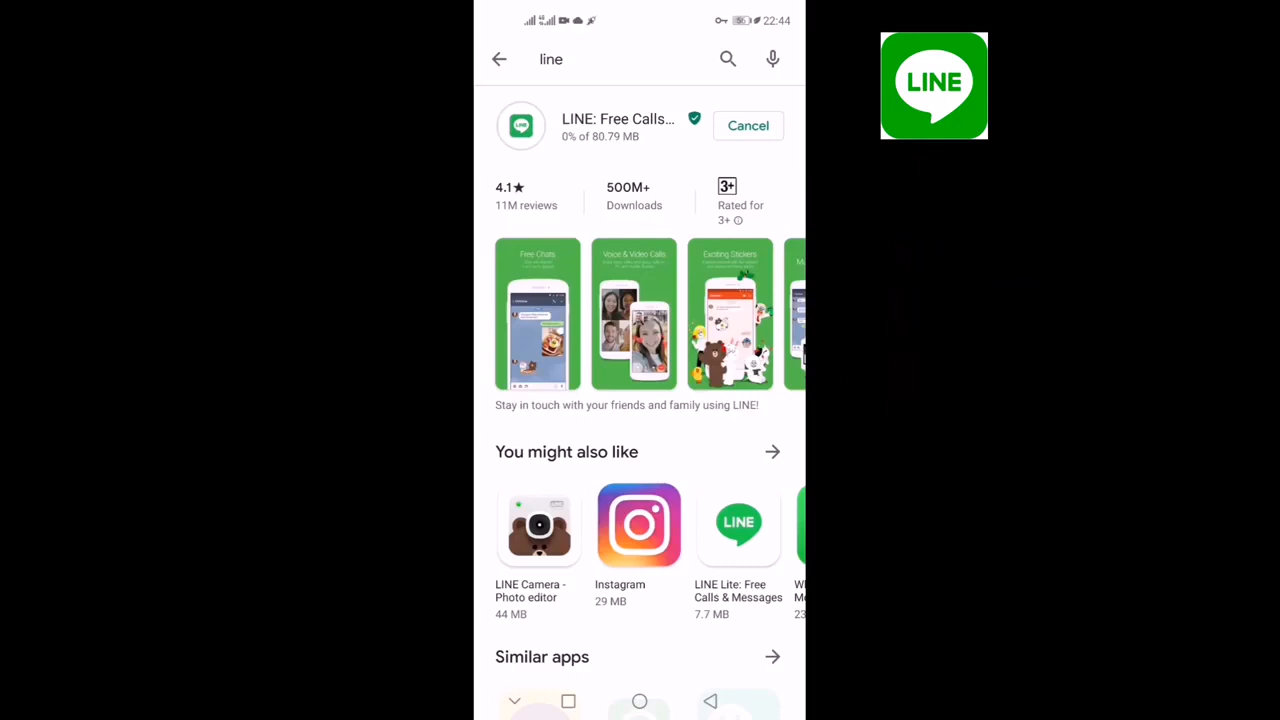 22:44
LINE
line
LINE
LINE: Free Calls...
0% of 80.79 MB
Cancel
4.1★
11M reviews
500M+
Downloads
3+
Rated for
3+
Free Chats
Voice & Video Calls
Exciting Stickers
Stay in touch with your friends and family using LINE!
You might also like
LINE
LINE Camera -
Photo editor
44 MB
Instagram
29 MB
LINE Lite: Free
Calls & Messages
7.7 MB
Similar apps